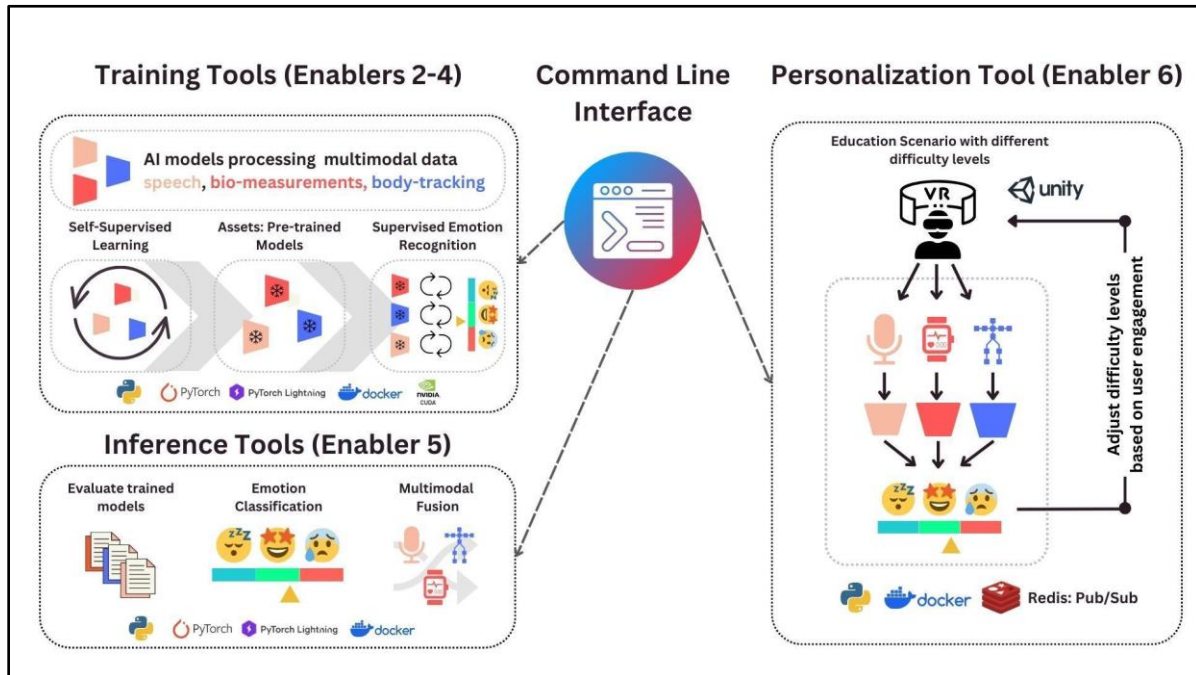 Training Tools (Enablers 2-4)
AI models processing multimodal data
speech, bio-measurements, body-tracking
Self-Supervised
Learning
Assets: Pre-trained
Models
Supervised Emotion
Recognition
PyTorch
PyTorch Lightning
docker
NVIDIA
CUDA
Inference Tools (Enabler 5)
Evaluate trained
models
Emotion
Classification
zzz
Multimodal
Fusion
PyTorch
PyTorch Lightning
docker
Command Line
Interface
Personalization Tool (Enabler 6)
Education Scenario with different
difficulty levels
VR
unity
Adjust difficulty levels
based on user engagement
zzz
docker
Redis: Pub/Sub